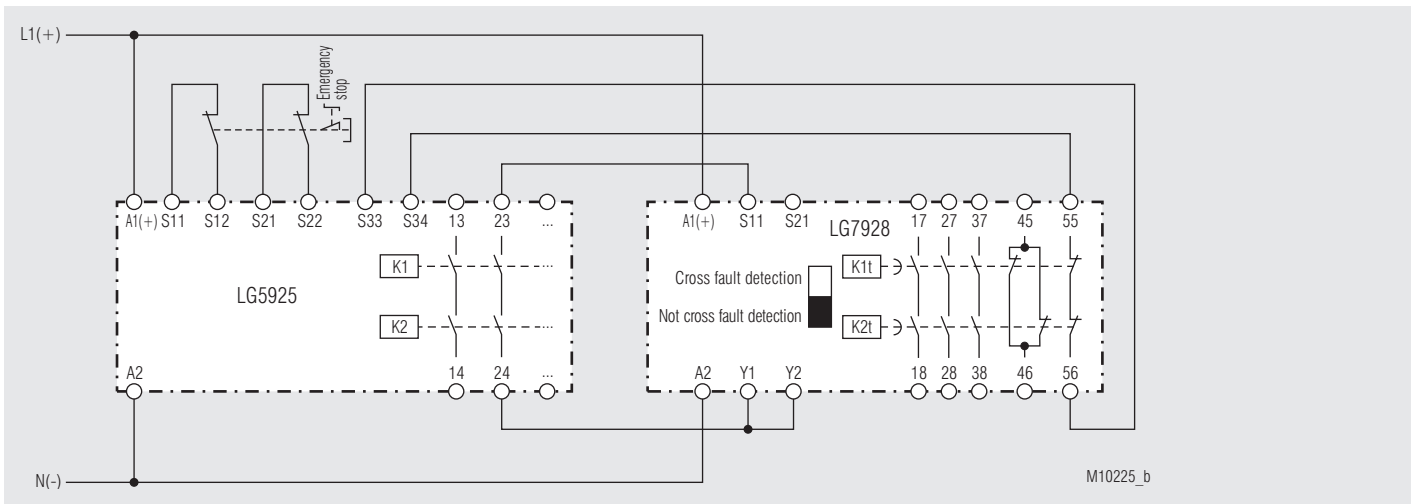 L1(+)
Emergency
stop
A1(+) S11 S12 S21 S22 S33 S34 13 23 ...
A1(+) S11 S21 17 27 37 45 55
LG7928
K1 ...
Cross fault detection
K1t
LG5925
K2 ...
Not cross fault detection
K2t
A2 14 24 ...
A2 Y1 Y2 18 28 38 46 56
N(-)
M10225_b